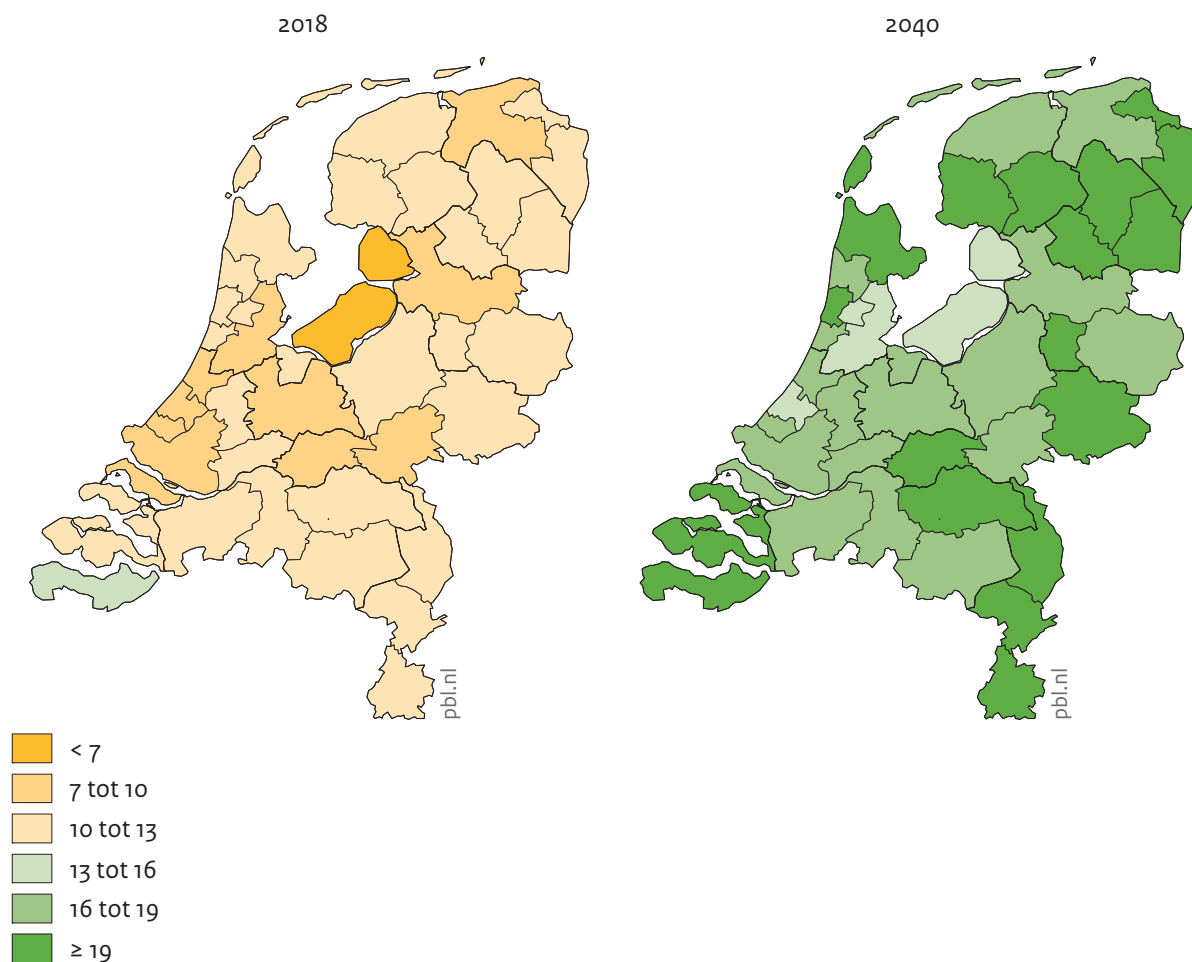 2018
2040
pbl.nl
pbl.nl
< 7
7 tot 10
10 tot 13
13 tot 16
16 tot 19
≥ 19